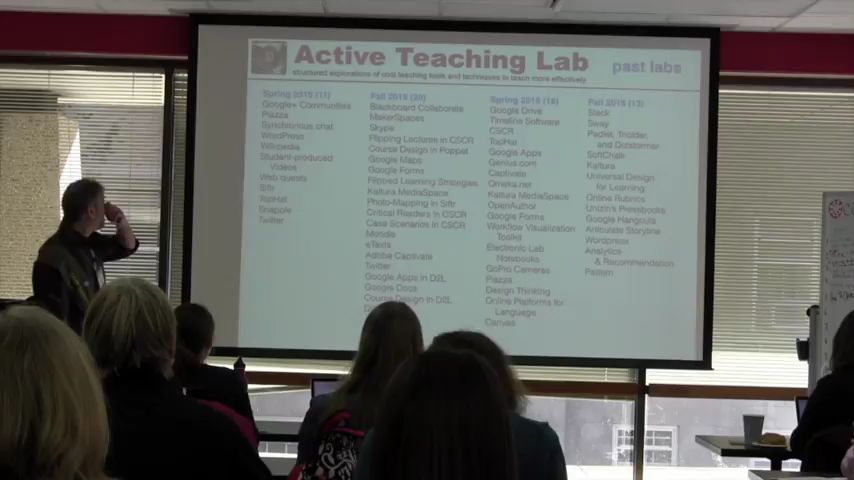 Active Teaching Lab
past labs
structured explorations of cool teaching tools and techniques to teach more effectively
Spring 2015 (11)
Google+ Communities
Piazza
Synchronous chat
WordPress
Wikipedia
Student-produced
Videos
Web quests
Siftr
TopHat
Snapple
Twitter
Fall 2015 (20)
Blackboard Collaborate
MakerSpaces
Skype
Flipping Lectures in CSCR
Course Design in Poppet
Google Maps
Google Forms
Flipped Learning Strategies
Kaltura MediaSpace
Photo-Mapping in Siftr
Critical Readers in CSCR
Case Scenarios in CSCR
Moodle
eTexts
Adobe Captivate
Twitter
Google Apps in D2L
Google Docs
Course Design in D2L
Spring 2016 (18)
Google Drive
Timeline Software
CSCR
TopHat
Google Apps
Genius.com
Captivate
Omeka.net
Kaltura MediaSpace
OpenAuthor
Google Forms
Workflow Visualization
Toolkit
Electronic Lab
Notebooks
GoPro Cameras
Piazza
Design Thinking
Online Platforms for
Language
Canvas
Fall 2016 (13)
Slack
Sway
Padlet, Tricider,
and Dotstormer
SoftChalk
Kaltura
Universal Design
for Learning
Online Rubrics
Unizin's Pressbooks
Google Hangouts
Articulate Storyline
Wordpress
Analytics
& Recommendation
Pattern